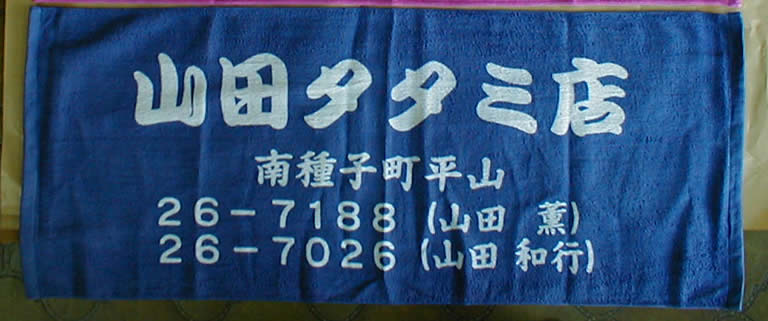 山田タタミ店
南種子町平山
26-7188 (山田 薫)
26-7026 (山田 和行)